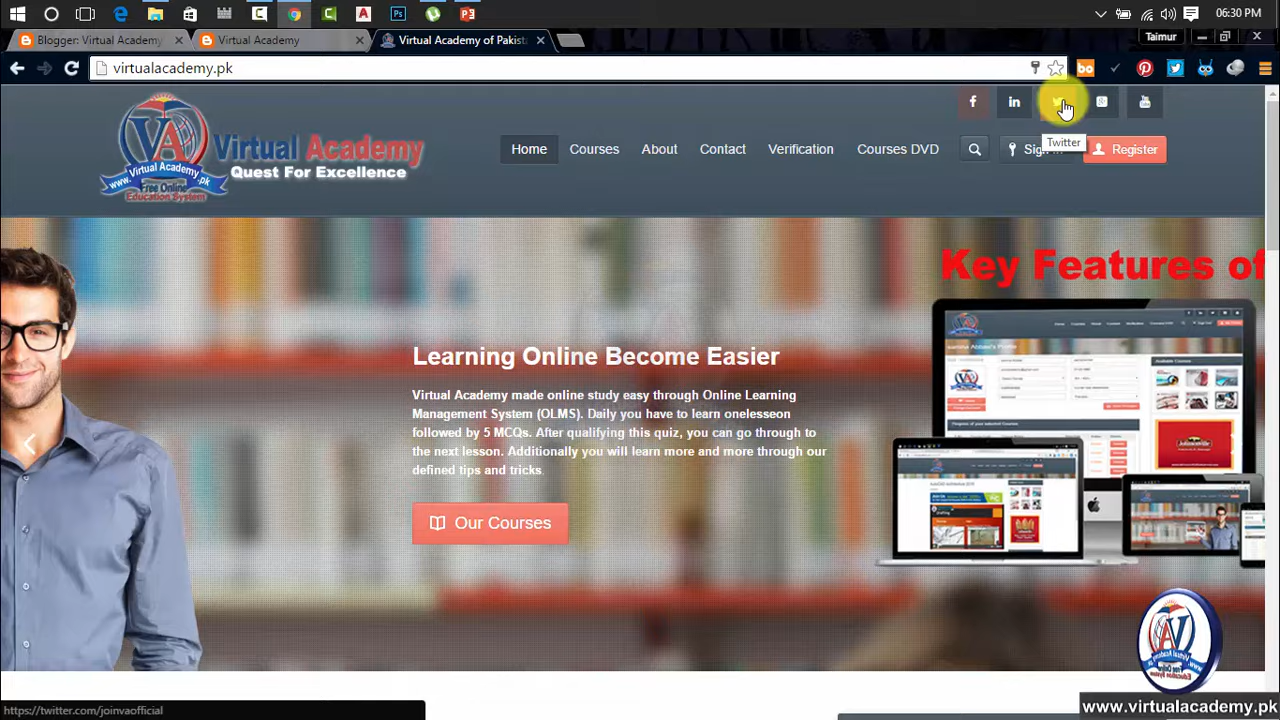 06:30 PM
Blogger: Virtual Academy
Virtual Academy
Virtual Academy of Pakist
Taimur
virtualacademy.pk
Virtual Academy
Quest For Excellence
www.VirtualAcademy.pk
Free Online
Education System
Twitter
Home
Courses
About
Contact
Verification
Courses DVD
Sign In
Register
Key Features of
Learning Online Become Easier
Virtual Academy made online study easy through Online Learning
Management System (OLMS). Daily you have to learn onelesseon
followed by 5 MCQs. After qualifying this quiz, you can go through to
the next lesson. Additionally you will learn more and more through our
defined tips and tricks.
Our Courses
https://twitter.com/joinvaofficial
www.virtualacademy.pk